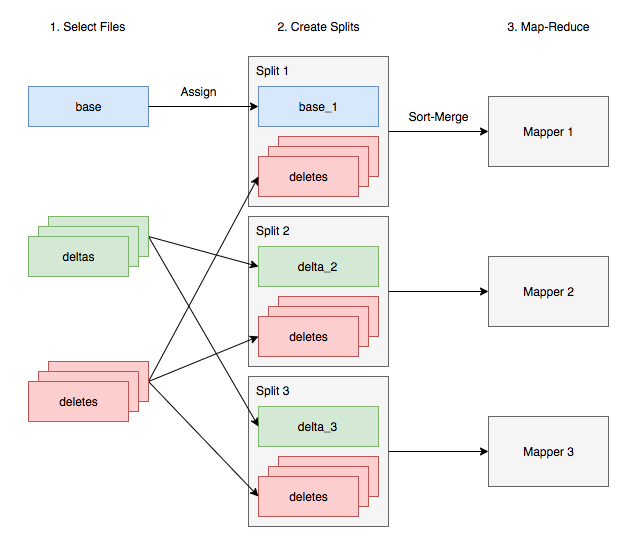 1. Select Files
2. Create Splits
3. Map-Reduce
base
Assign
Split 1
base_1
deletes
Sort-Merge
Mapper 1
deltas
Split 2
delta_2
deletes
Mapper 2
deletes
Split 3
delta_3
deletes
Mapper 3